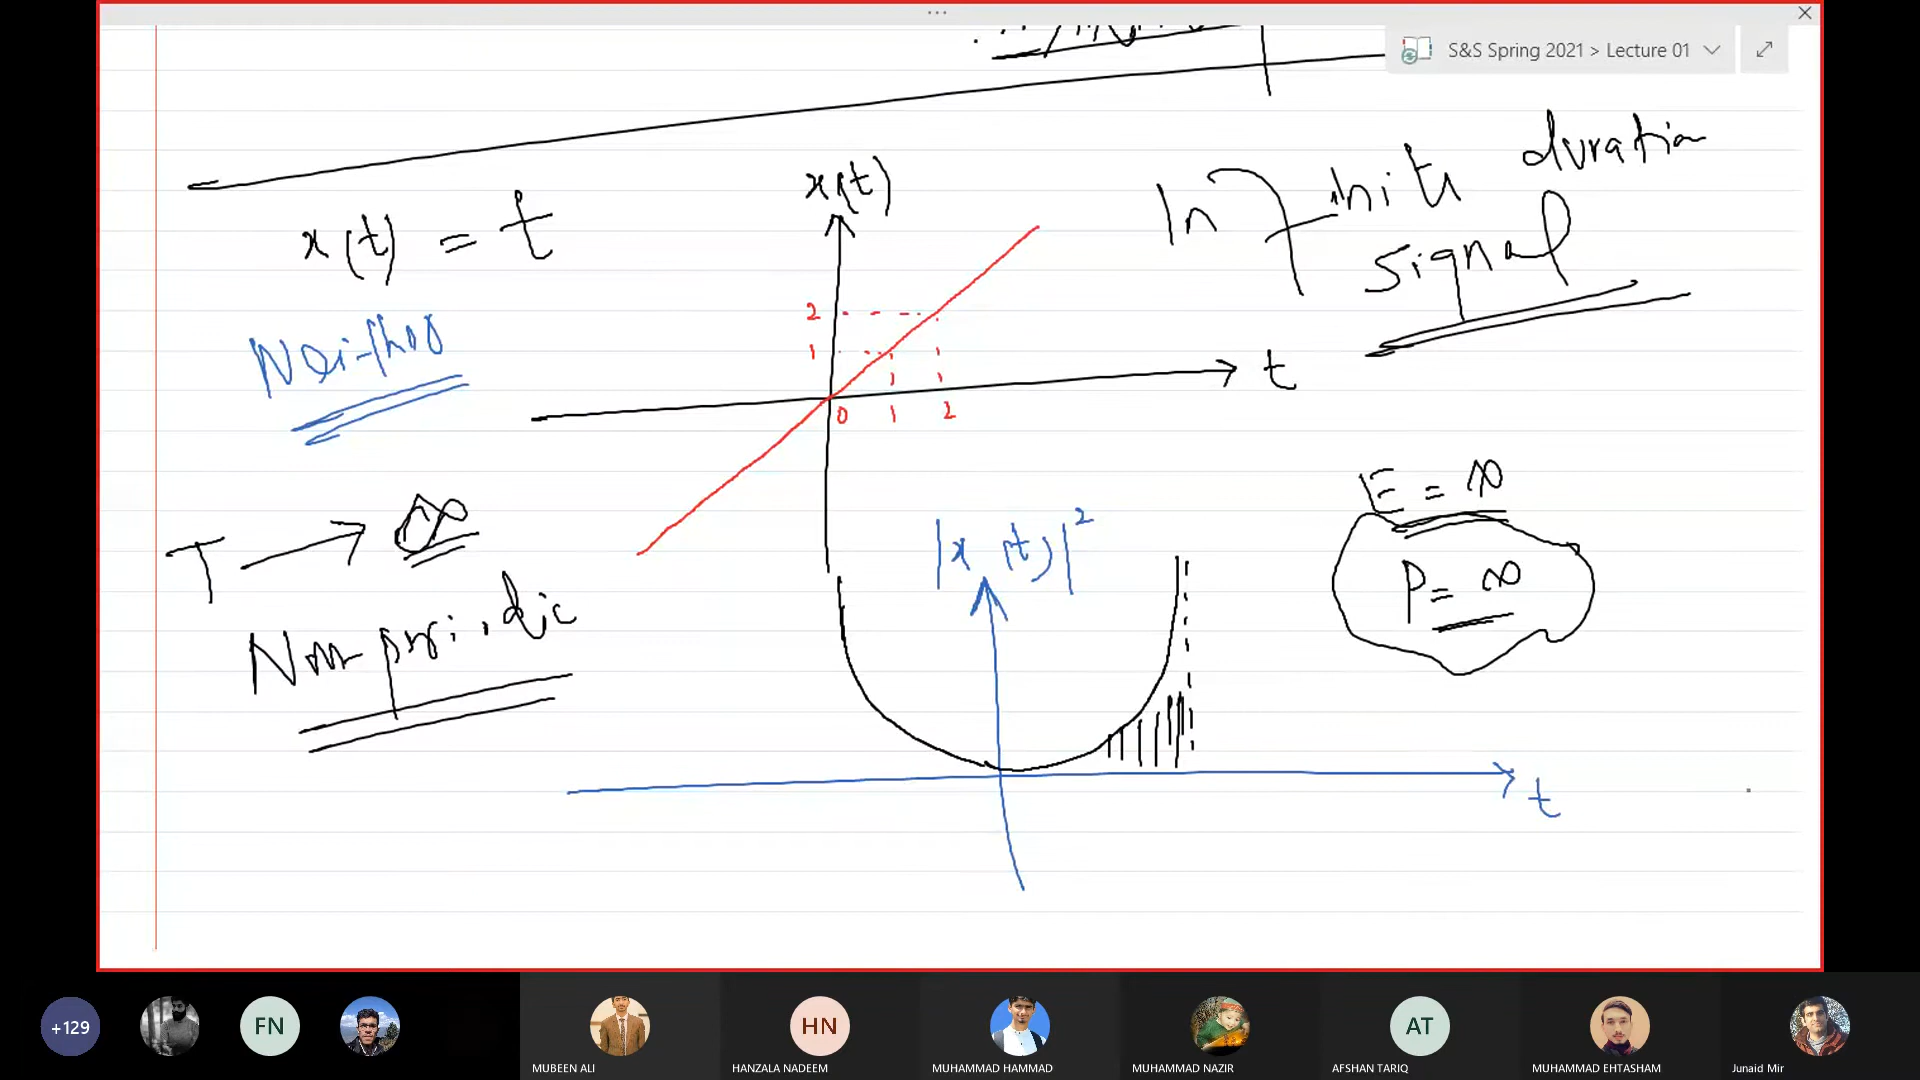 S&S Spring 2021 > Lecture 01
x(t) = t
x(t)
Infinite duration
signal
Neither
2
1
0 1 2
t
T → ∞
Non periodic
|x(t)|²
E = ∞
P = ∞
t
+129
FN
HN
AT
MUBEEN ALI
HANZALA NADEEM
MUHAMMAD HAMMAD
MUHAMMAD NAZIR
AFSHAN TARIQ
MUHAMMAD EHTASHAM
Junaid Mir